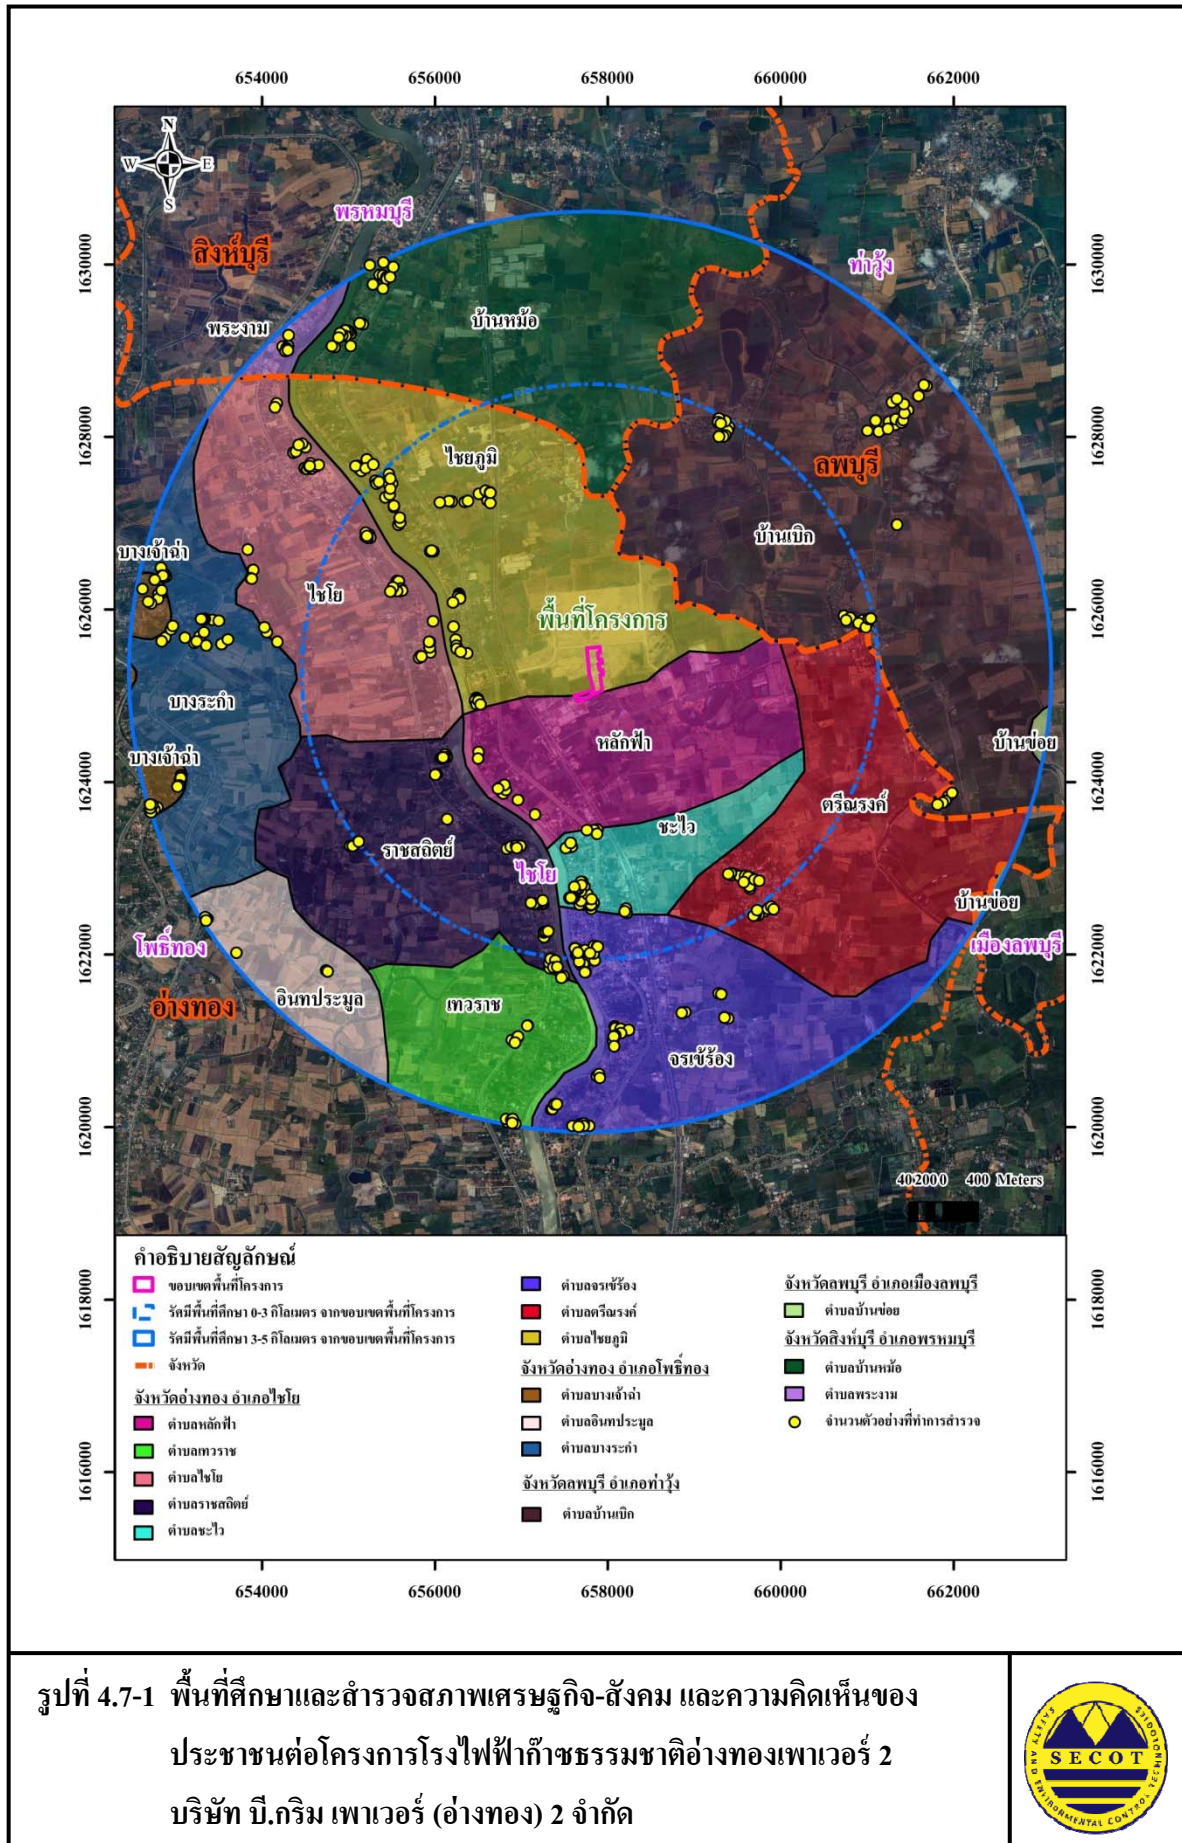 654000 656000 658000 660000 662000
N
W E
S
พรหมบุรี
สิงห์บุรี
ท่าวุ้ง
1630000 1630000
พระงาม
บ้านหม้อ
1628000 1628000
ไชยภูมิ
ลพบุรี
บ้านเบิก
บางเจ้าฉ่า
ไชโย
1626000 1626000
พื้นที่โครงการ
บางระกำ
หลักฟ้า
บ้านข่อย
บางเจ้าฉ่า
1624000 1624000
ตรีณรงค์
ชะไว
ราชสถิตย์
ไชโย
บ้านข่อย
โพธิ์ทอง
เมืองลพบุรี
1622000 1622000
อ่างทอง
อินทประมูล
เทวราช
จรเข้ร้อง
1620000 1620000
400 Meters
คำอธิบายสัญลักษณ์
ขอบเขตพื้นที่โครงการ
รัศมีพื้นที่ศึกษา 0-3 กิโลเมตร จากขอบเขตพื้นที่โครงการ
รัศมีพื้นที่ศึกษา 3-5 กิโลเมตร จากขอบเขตพื้นที่โครงการ
จังหวัด
จังหวัดอ่างทอง อำเภอไชโย
ตำบลหลักฟ้า
ตำบลเทวราช
ตำบลไชโย
ตำบลราชสถิตย์
ตำบลชะไว
ตำบลจรเข้ร้อง
ตำบลตรีณรงค์
ตำบลไชยภูมิ
จังหวัดอ่างทอง อำเภอโพธิ์ทอง
ตำบลบางเจ้าฉ่า
ตำบลอินทประมูล
ตำบลบางระกำ
จังหวัดลพบุรี อำเภอท่าวุ้ง
ตำบลบ้านเบิก
จังหวัดลพบุรี อำเภอเมืองลพบุรี
ตำบลบ้านข่อย
จังหวัดสิงห์บุรี อำเภอพรหมบุรี
ตำบลบ้านหม้อ
ตำบลพระงาม
จำนวนตัวอย่างที่ทำการสำรวจ
1618000 1618000
1616000 1616000
654000 656000 658000 660000 662000
รูปที่ 4.7-1 พื้นที่ศึกษาและสำรวจสภาพเศรษฐกิจ-สังคม และความคิดเห็นของ
ประชาชนต่อโครงการโรงไฟฟ้าก๊าซธรรมชาติอ่างทองเพาเวอร์ 2
บริษัท บี.กริม เพาเวอร์ (อ่างทอง) 2 จำกัด
SECOT
SAFETY AND ENVIRONMENTAL CONTROL TECHNOLOGIES